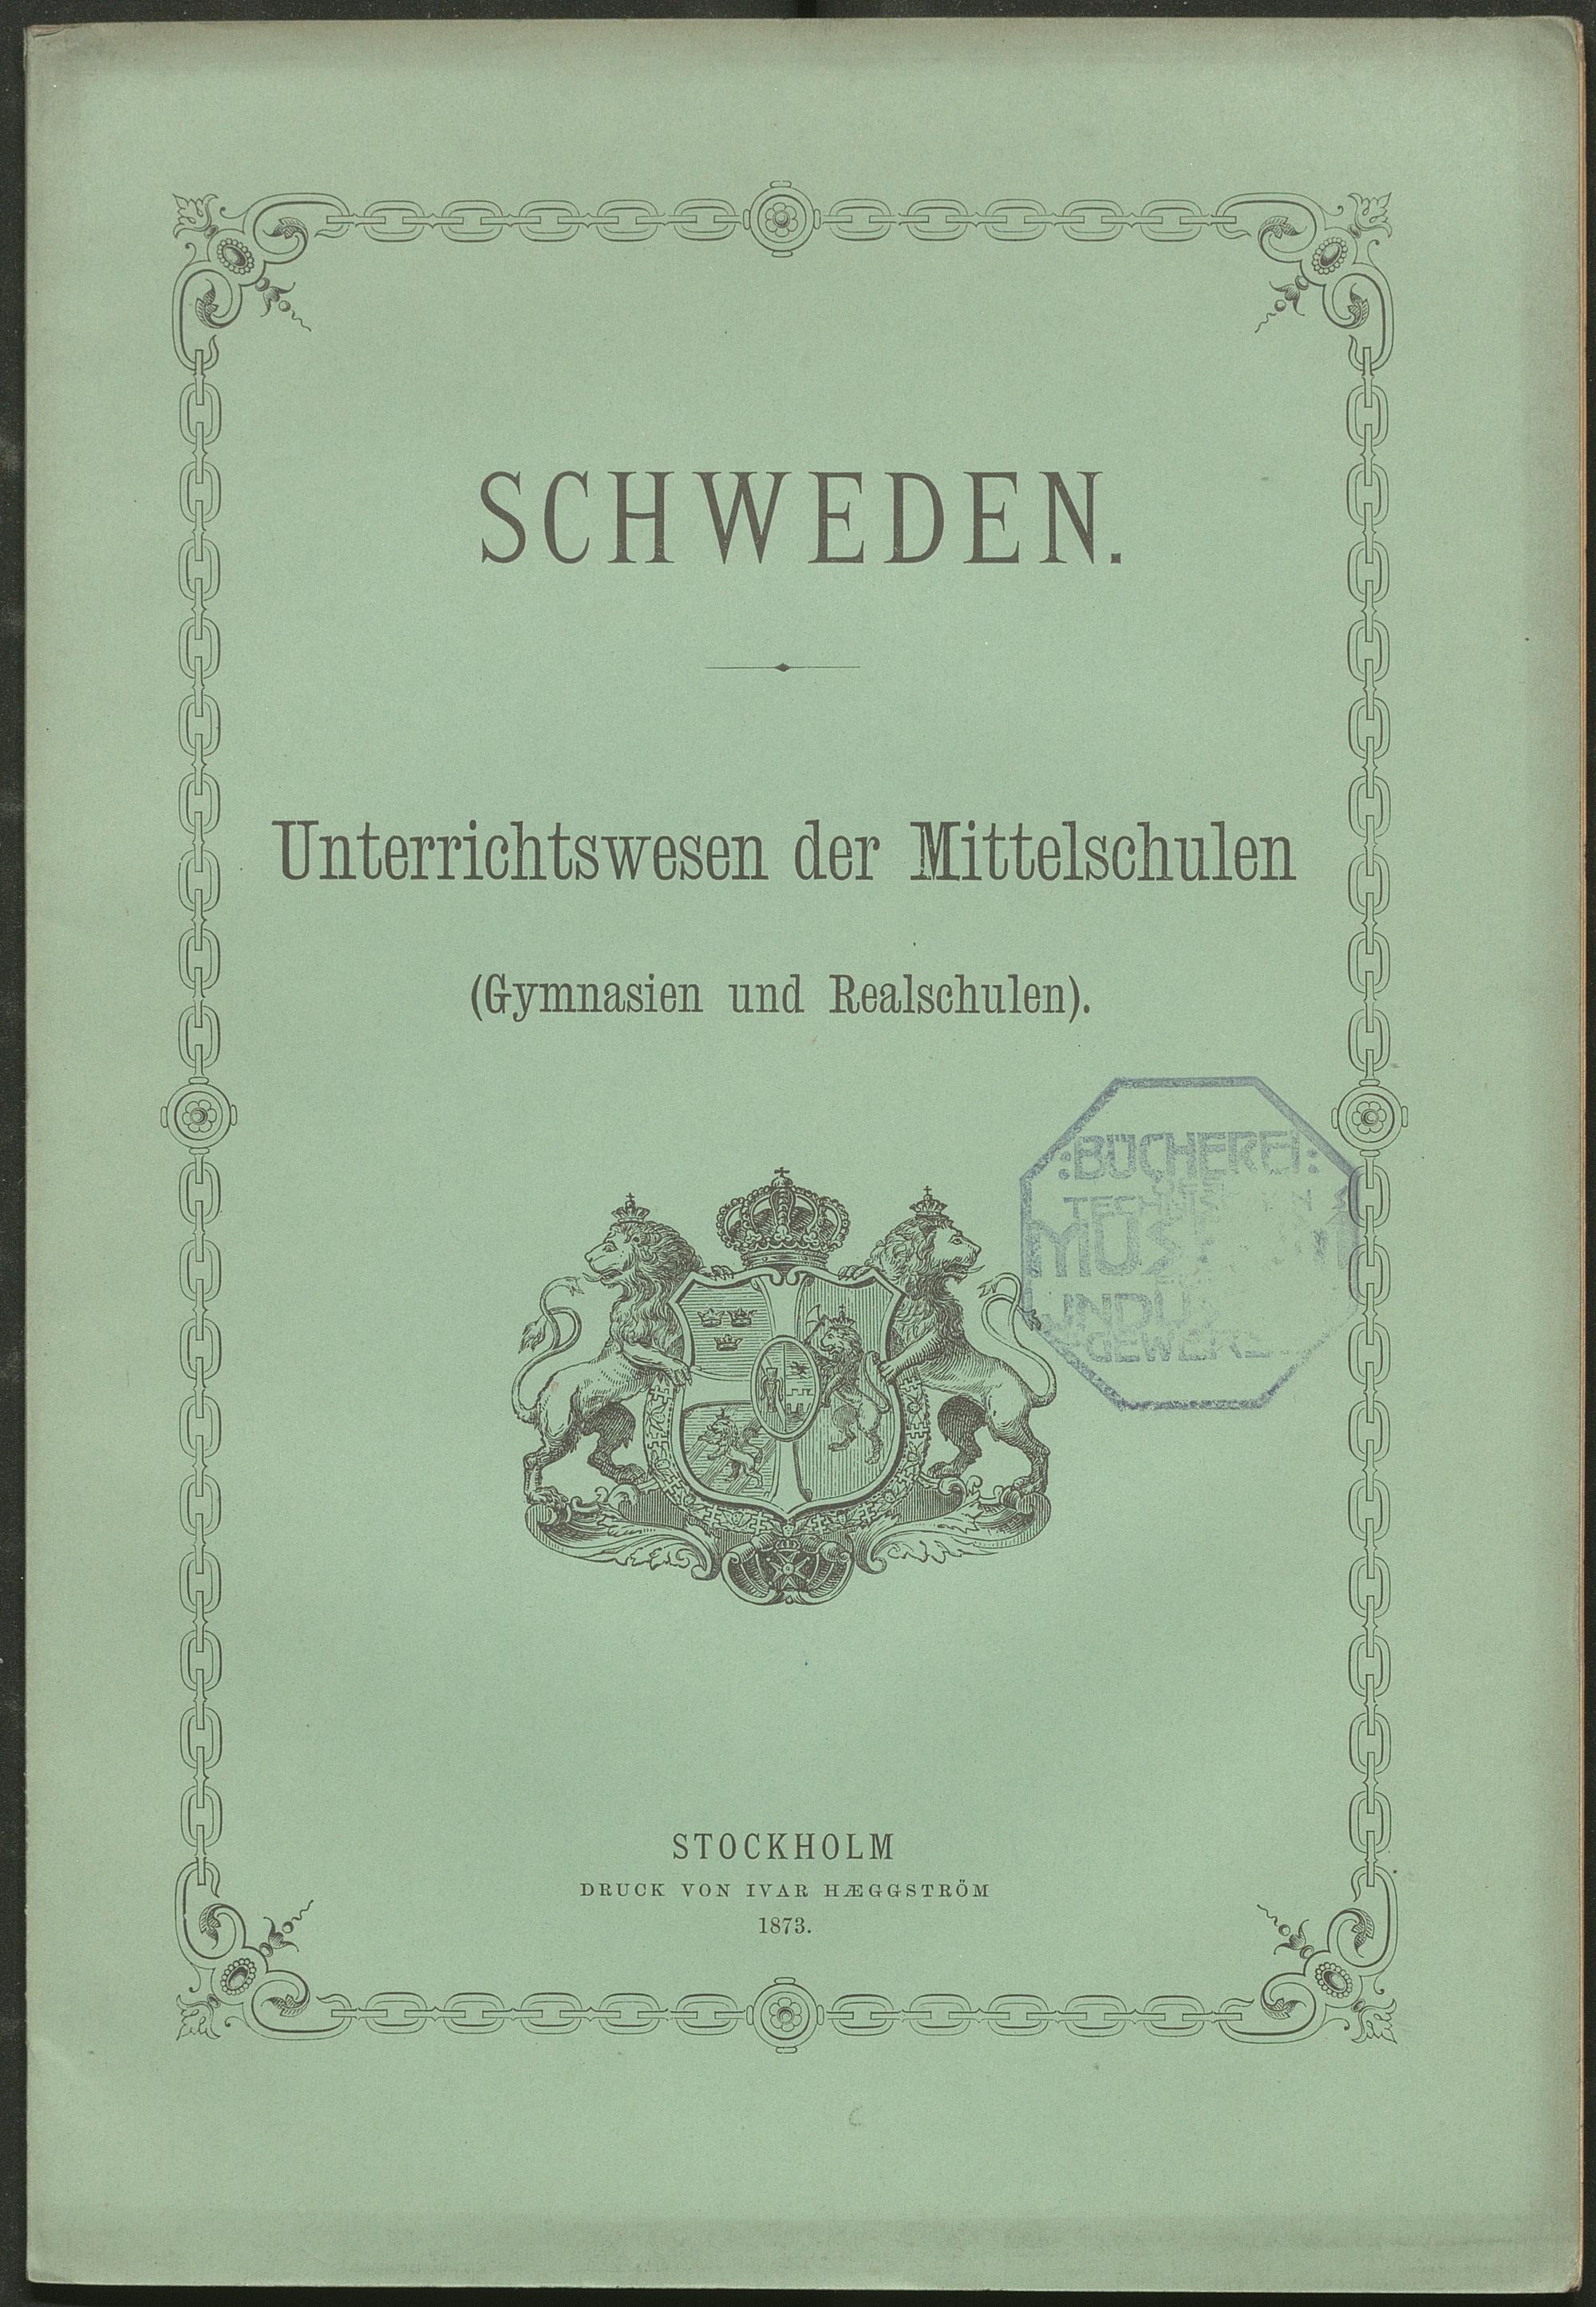 SCHWEDEN.
Unterrichtswesen der Mittelschulen
(Gymnasien und Realschulen).
:BÜCHEREI:
STOCKHOLM
DRUCK VON IVAR HÆGGSTRÖM
1873.